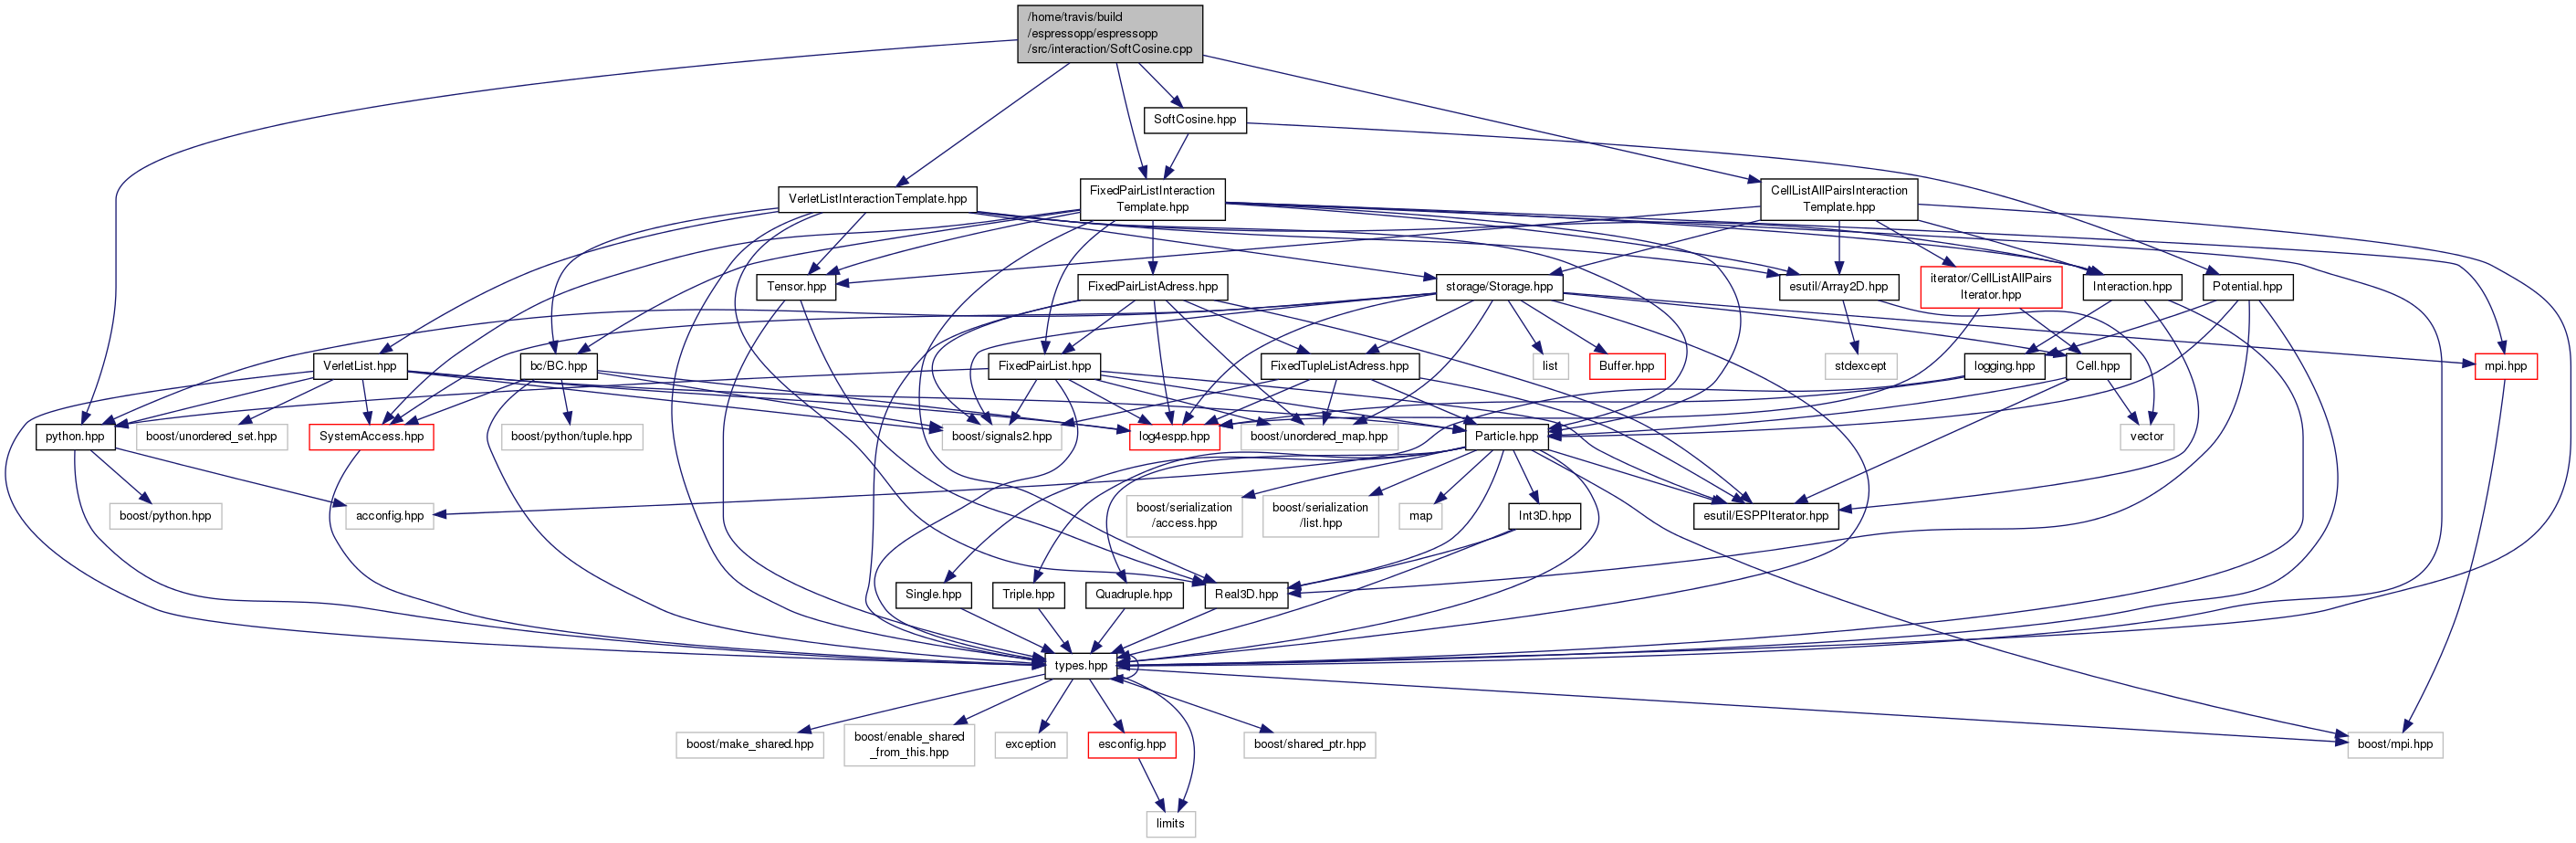 /home/travis/build
/espressopp/espressopp
/src/interaction/SoftCosine.cpp
SoftCosine.hpp
VerletListInteractionTemplate.hpp
FixedPairListInteraction
Template.hpp
CellListAllPairsInteraction
Template.hpp
Tensor.hpp
FixedPairListAdress.hpp
storage/Storage.hpp
esutil/Array2D.hpp
iterator/CellListAllPairs
Iterator.hpp
Interaction.hpp
Potential.hpp
VerletList.hpp
bc/BC.hpp
FixedPairList.hpp
FixedTupleListAdress.hpp
list
Buffer.hpp
stdexcept
logging.hpp
Cell.hpp
mpi.hpp
python.hpp
boost/unordered_set.hpp
SystemAccess.hpp
boost/python/tuple.hpp
boost/signals2.hpp
log4espp.hpp
boost/unordered_map.hpp
Particle.hpp
vector
boost/python.hpp
acconfig.hpp
boost/serialization
/access.hpp
boost/serialization
/list.hpp
map
Int3D.hpp
esutil/ESPPIterator.hpp
Single.hpp
Triple.hpp
Quadruple.hpp
Real3D.hpp
types.hpp
boost/make_shared.hpp
boost/enable_shared
_from_this.hpp
exception
esconfig.hpp
boost/shared_ptr.hpp
boost/mpi.hpp
limits